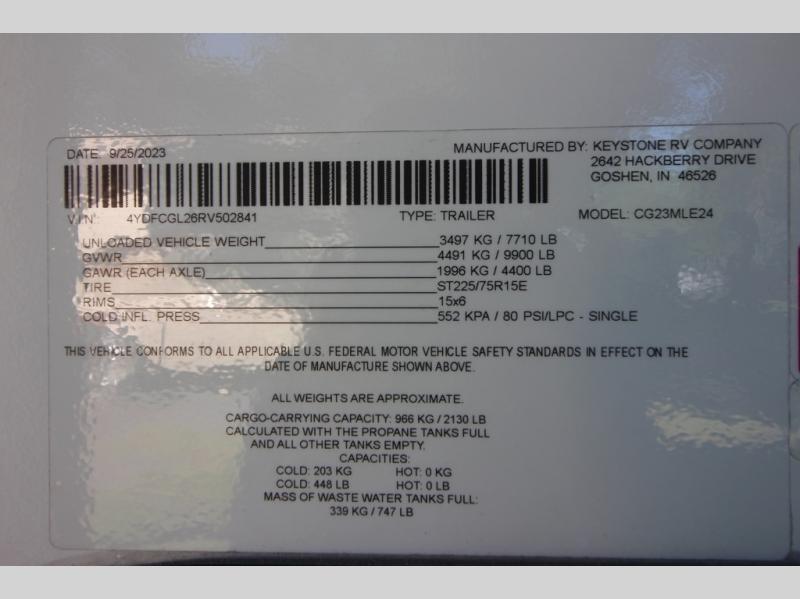 DATE: 9/25/2023
MANUFACTURED BY: KEYSTONE RV COMPANY
2642 HACKBERRY DRIVE
GOSHEN, IN 46526
V.I.N: 4YDFCGL26RV502841 TYPE: TRAILER MODEL: CG23MLE24
UNLOADED VEHICLE WEIGHT 3497 KG / 7710 LB
GVWR 4491 KG / 9900 LB
GAWR (EACH AXLE) 1996 KG / 4400 LB
TIRE ST225/75R15E
RIMS 15x6
COLD INFL. PRESS 552 KPA / 80 PSI/LPC - SINGLE
THIS VEHICLE CONFORMS TO ALL APPLICABLE U.S. FEDERAL MOTOR VEHICLE SAFETY STANDARDS IN EFFECT ON THE
DATE OF MANUFACTURE SHOWN ABOVE.
ALL WEIGHTS ARE APPROXIMATE.
CARGO-CARRYING CAPACITY: 966 KG / 2130 LB
CALCULATED WITH THE PROPANE TANKS FULL
AND ALL OTHER TANKS EMPTY.
CAPACITIES:
COLD: 203 KG HOT: 0 KG
COLD: 448 LB HOT: 0 LB
MASS OF WASTE WATER TANKS FULL:
339 KG / 747 LB